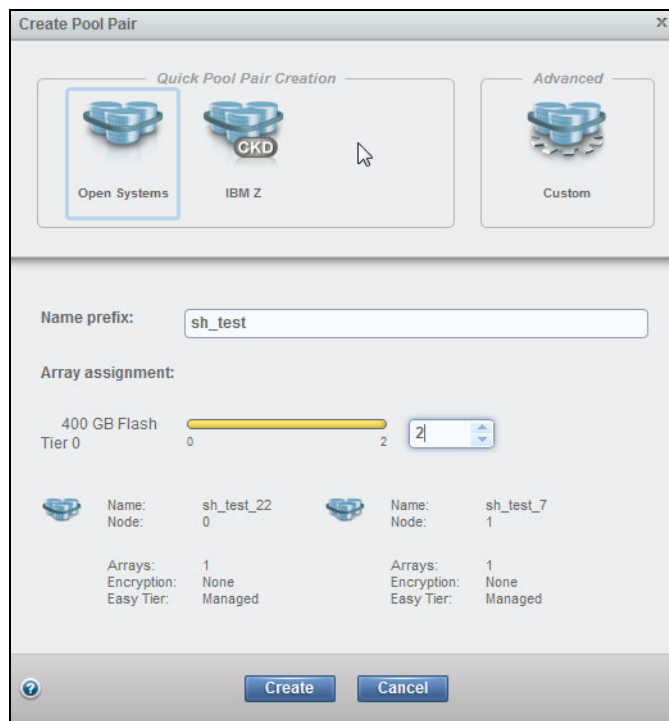 Create Pool Pair x
Quick Pool Pair Creation
Advanced
CKD
Open Systems IBM Z Custom
Name prefix: sh_test
Array assignment:
400 GB Flash
Tier 0
0 2
2
Name: sh_test_22 Name: sh_test_7
Node: 0 Node: 1
Arrays: 1 Arrays: 1
Encryption: None Encryption: None
Easy Tier: Managed Easy Tier: Managed
? Create Cancel